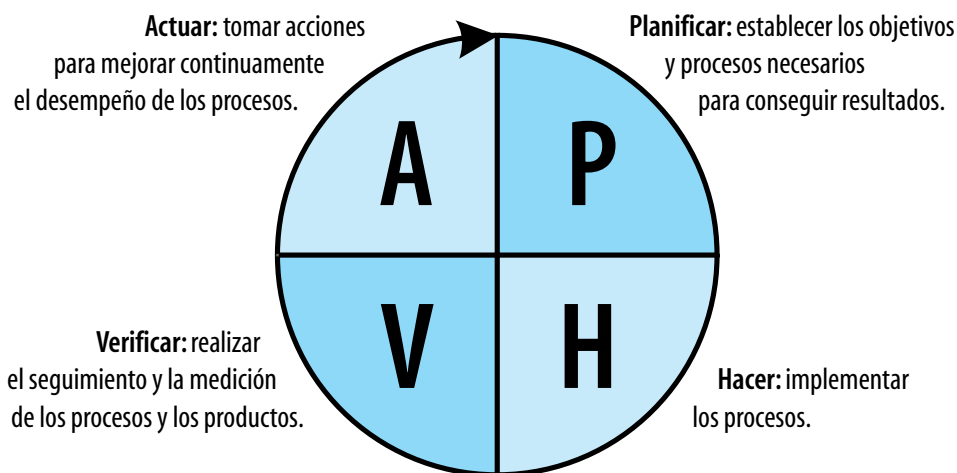 Actuar: tomar acciones
para mejorar continuamente
el desempeño de los procesos.
Planificar: establecer los objetivos
y procesos necesarios
para conseguir resultados.
A
P
V
H
Verificar: realizar
el seguimiento y la medición
de los procesos y los productos.
Hacer: implementar
los procesos.